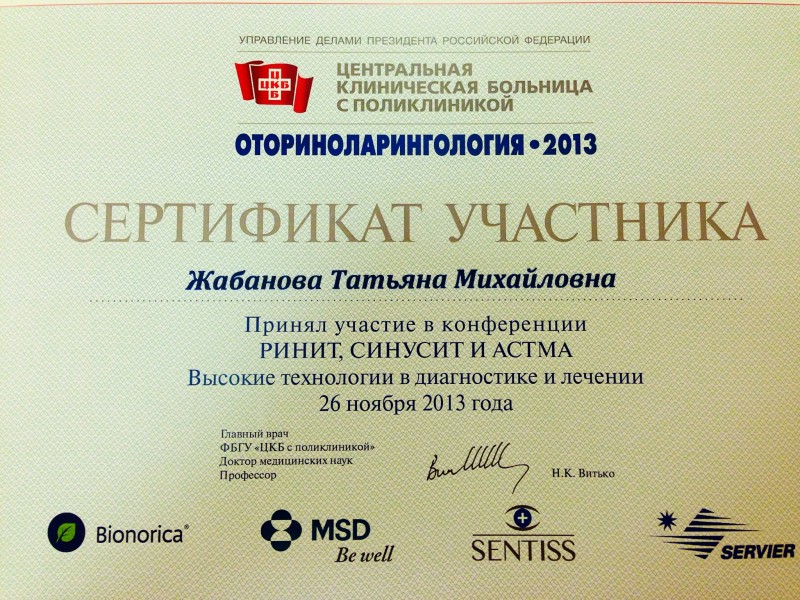 УПРАВЛЕНИЕ ДЕЛАМИ ПРЕЗИДЕНТА РОССИЙСКОЙ ФЕДЕРАЦИИ
Ц
ЦКБ
Б
ЦЕНТРАЛЬНАЯ
КЛИНИЧЕСКАЯ БОЛЬНИЦА
С ПОЛИКЛИНИКОЙ
ОТОРИНОЛАРИНГОЛОГИЯ • 2013
СЕРТИФИКАТ УЧАСТНИКА
Жабанова Татьяна Михайловна
Принял участие в конференции
РИНИТ, СИНУСИТ И АСТМА
Высокие технологии в диагностике и лечении
26 ноября 2013 года
Главный врач
ФБГУ «ЦКБ с поликлиникой»
Доктор медицинских наук
Профессор
Н.К. Витько
Bionorica®
MSD
Be well
SENTISS
SERVIER